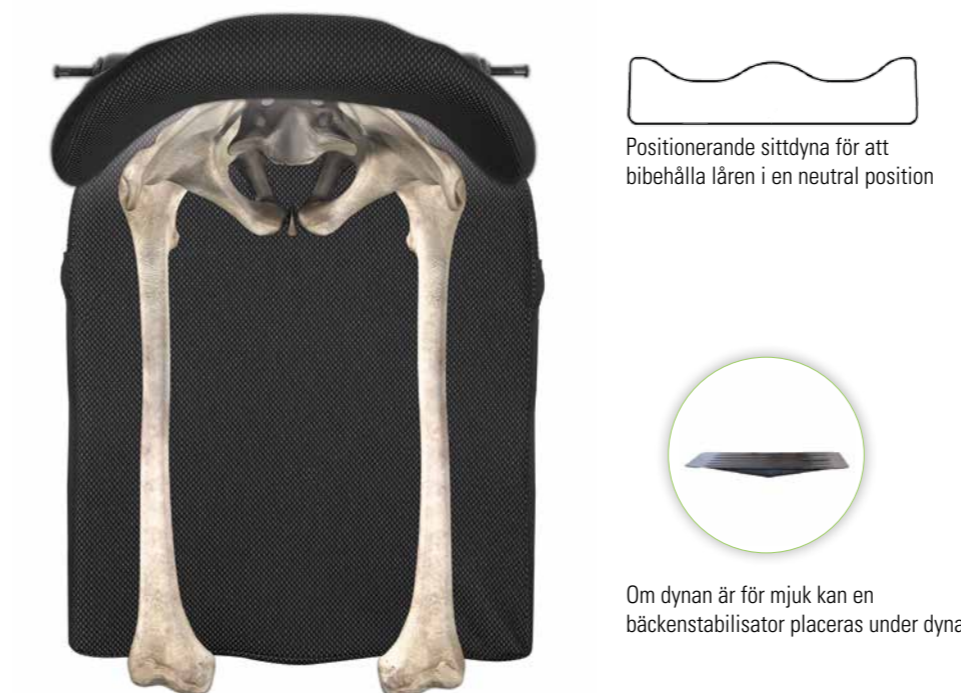 Positionerande sittdyna för att
bibehålla låren i en neutral position
Om dynan är för mjuk kan en
bäckenstabilisator placeras under dyna